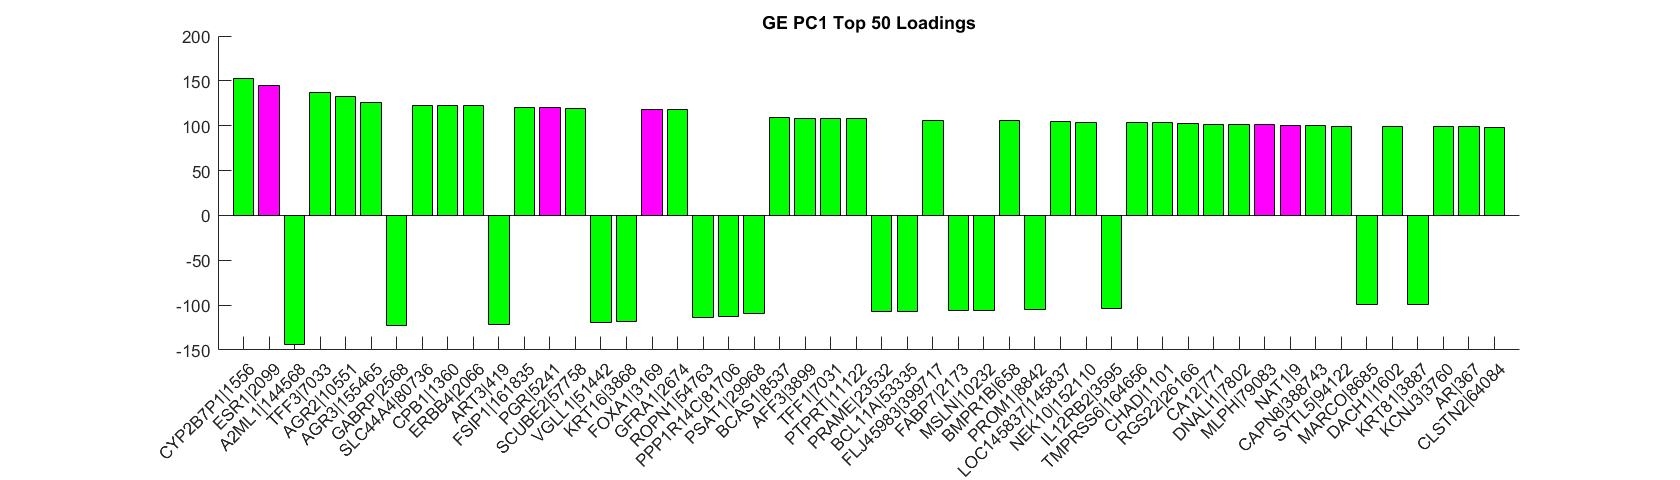 GE PC1 Top 50 Loadings
200
150
100
50
0
-50
-100
-150
CYP2B7P1|1556
ESR1|2099
A2ML1|144568
TFF3|7033
AGR2|10551
AGR3|155465
GABRP|2568
SLC44A4|80736
CPB1|1360
ERBB4|2066
ART3|419
FSIP1|161835
PGR|5241
SCUBE2|57758
VGLL1|51442
KRT16|3868
FOXA1|3169
GFRA1|2674
ROPN1|54763
PPP1R14C|81706
PSAT1|29968
BCAS1|8537
AFF3|3899
TFF1|7031
PTPRT|11122
PRAME|23532
BCL11A|53335
FLJ45983|399717
FABP7|2173
MSLN|10232
BMPR1B|658
PROM1|8842
LOC145837|145837
NEK10|152110
IL12RB2|3595
TMPRSS6|164656
CHAD|1101
RGS22|26166
CA12|771
DNALI1|7802
MLPH|79083
NAT1|9
CAPN8|388743
SYTL5|94122
MARCO|8685
DACH1|1602
KRT81|3887
KCNJ3|3760
AR|367
CLSTN2|64084